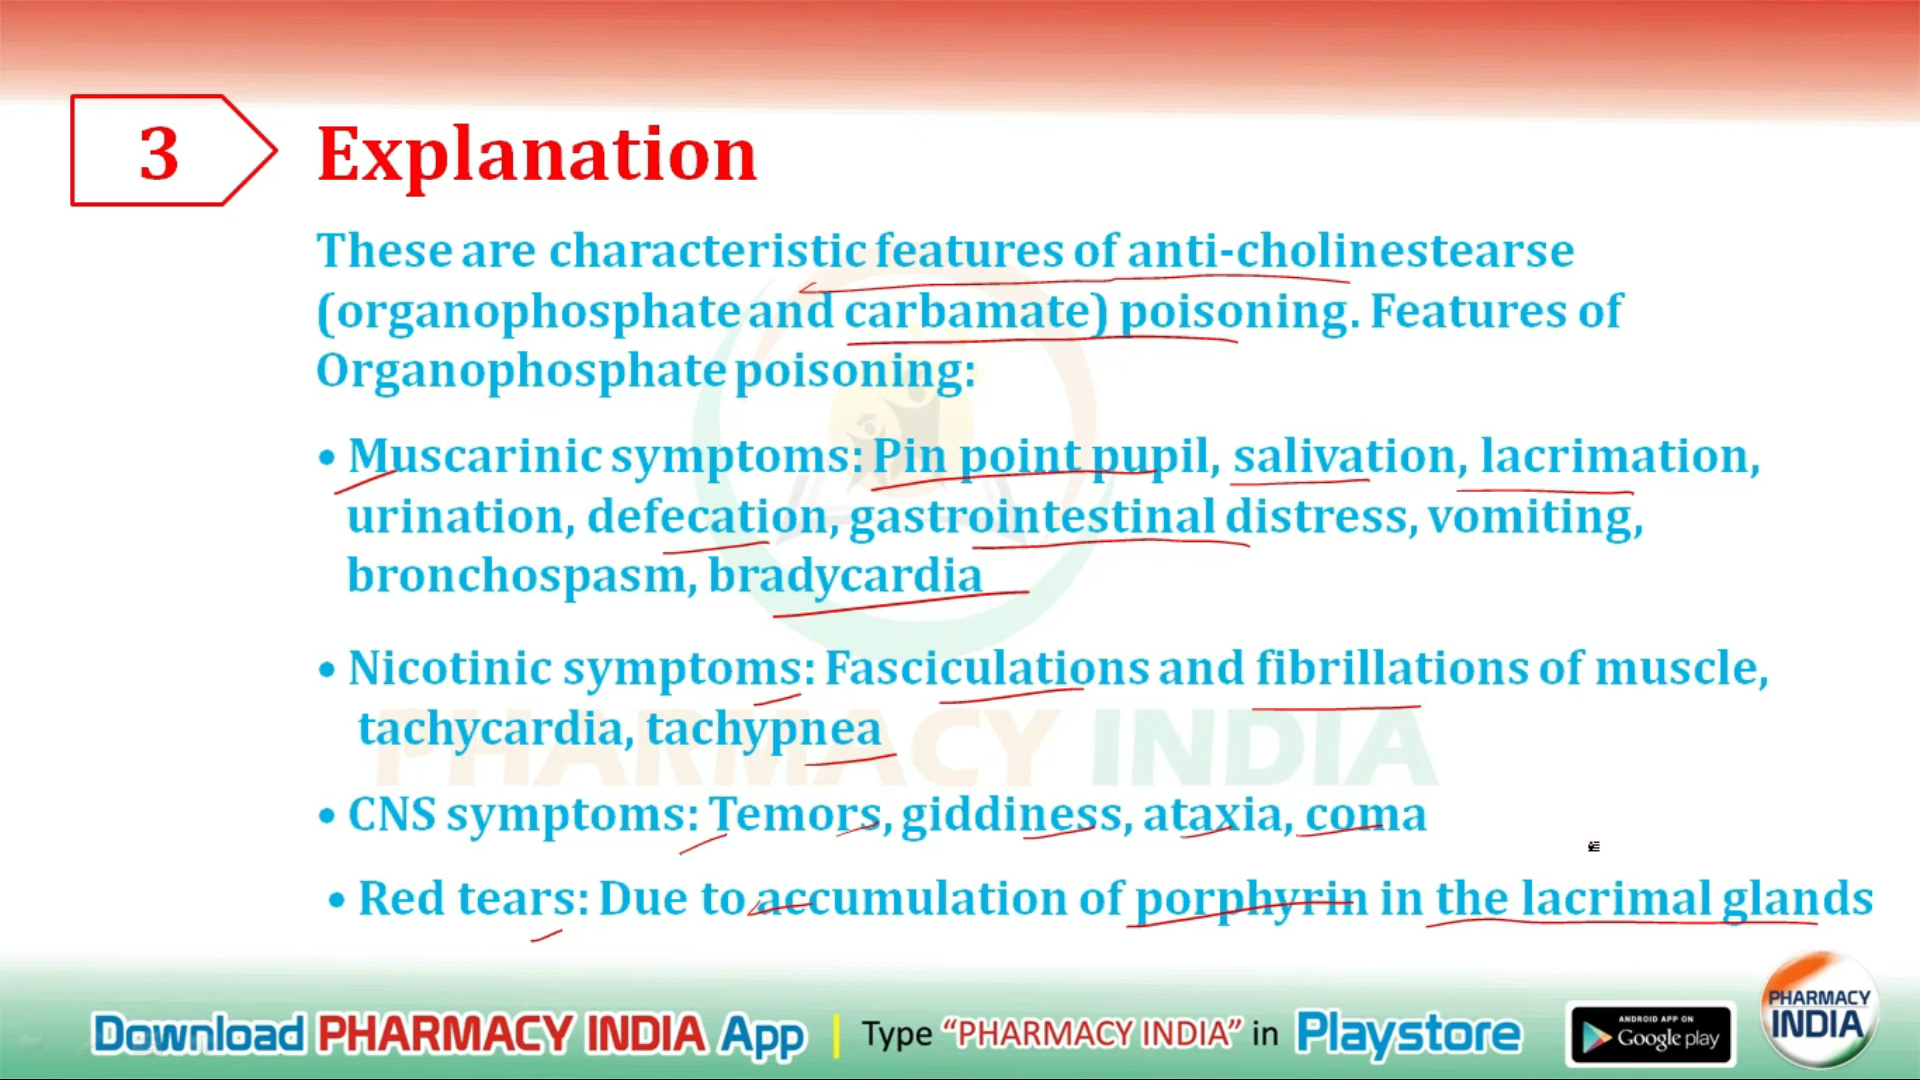 3
Explanation
These are characteristic features of anti-cholinestearse
(organophosphate and carbamate) poisoning. Features of
Organophosphate poisoning:
• Muscarinic symptoms: Pin point pupil, salivation, lacrimation,
urination, defecation, gastrointestinal distress, vomiting,
bronchospasm, bradycardia
• Nicotinic symptoms: Fasciculations and fibrillations of muscle,
tachycardia, tachypnea
• CNS symptoms: Temors, giddiness, ataxia, coma
• Red tears: Due to accumulation of porphyrin in the lacrimal glands
PHARMACY INDIA
Download PHARMACY INDIA App | Type “PHARMACY INDIA” in Playstore
ANDROID APP ON
Google play
PHARMACY
INDIA